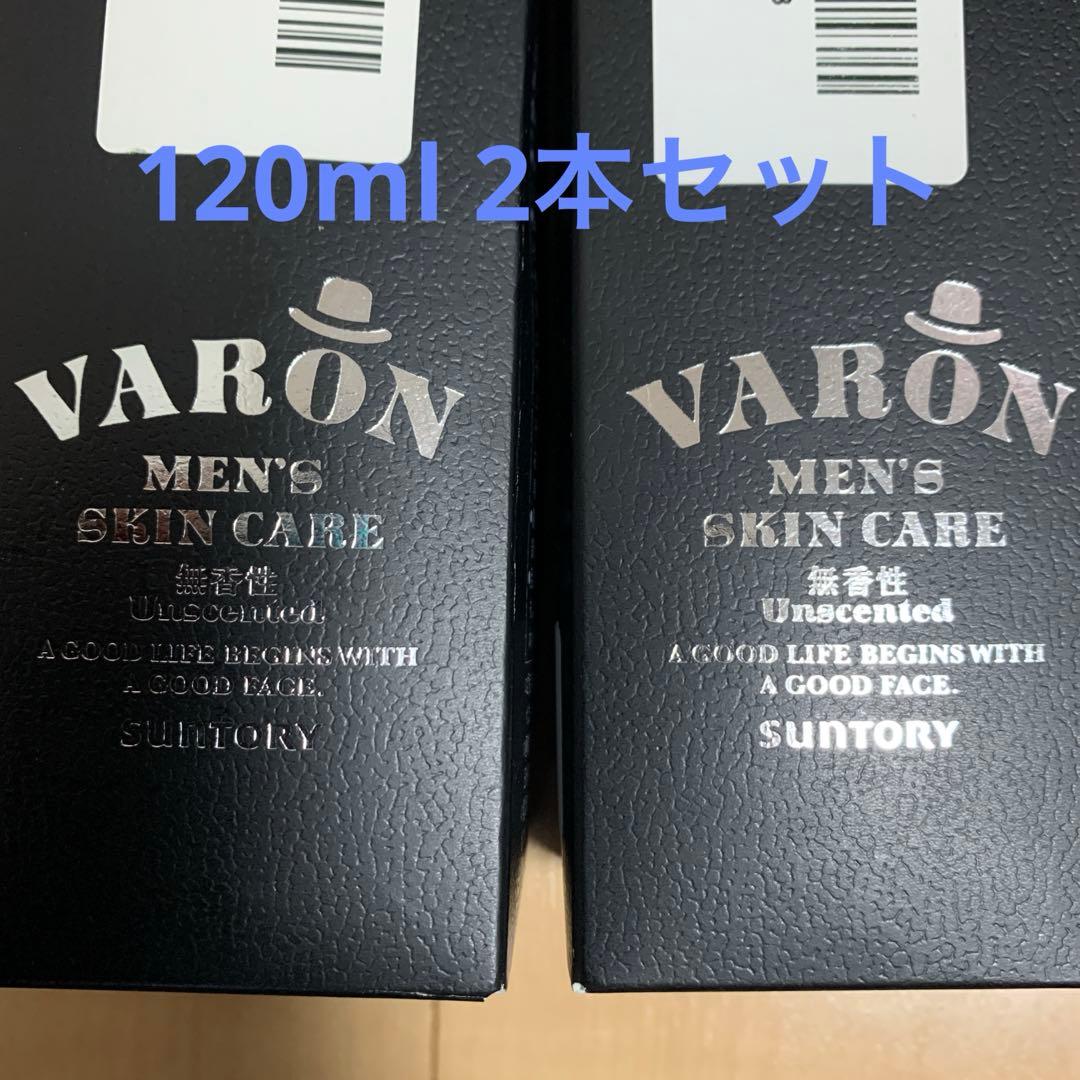 120ml 2本セット
VARON
MEN'S
SKIN CARE
無香性
Unscented
A GOOD LIFE BEGINS WITH
A GOOD FACE.
SUNTORY
VARON
MEN'S
SKIN CARE
無香性
Unscented
A GOOD LIFE BEGINS WITH
A GOOD FACE.
SUNTORY